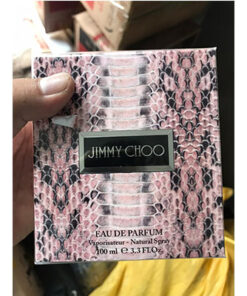 JIMMY CHOO
EAU DE PARFUM
Vaporisateur - Natural Spray
100 ml ℮ 3.3 FL.Oz.